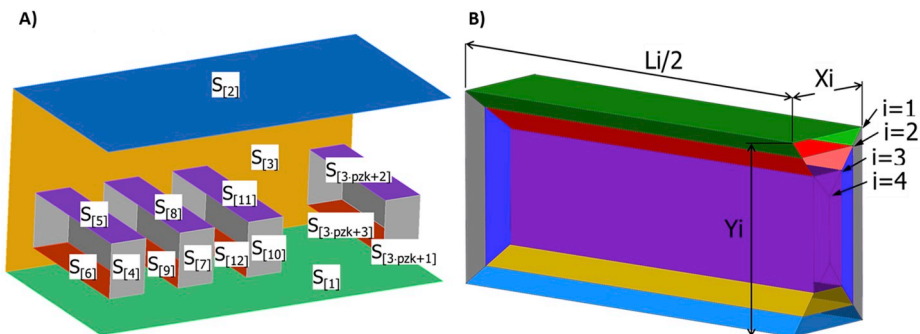 A)
S[2]
S[3]
S[3·pzk+2]
S[11]
S[8]
S[5]
S[3·pzk+3]
S[3·pzk+1]
S[6]
S[4]
S[9]
S[7]
S[12]
S[10]
S[1]
B)
Li/2
Xi
i=1
i=2
i=3
i=4
Yi